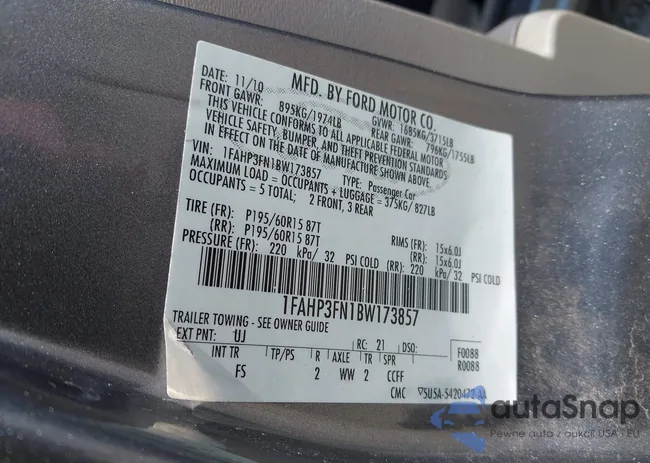 MFD. BY FORD MOTOR CO.
DATE: 11/10 GVWR: 1685KG/3715LB
FRONT GAWR: 895KG/1974LB REAR GAWR: 796KG/1755LB
THIS VEHICLE CONFORMS TO ALL APPLICABLE FEDERAL MOTOR
VEHICLE SAFETY, BUMPER, AND THEFT PREVENTION STANDARDS
IN EFFECT ON THE DATE OF MANUFACTURE SHOWN ABOVE.
VIN: 1FAHP3FN1BW173857 TYPE: Passenger Car
MAXIMUM LOAD = OCCUPANTS + LUGGAGE = 375KG/ 827LB
OCCUPANTS = 5 TOTAL; 2 FRONT, 3 REAR
TIRE (FR): P195/60R15 87T RIMS (FR): 15x6.0J
(RR): P195/60R15 87T (RR): 15x6.0J
PRESSURE (FR): 220 kPa/ 32 PSI COLD (RR): 220 kPa/ 32 PSI COLD
1FAHP3FN1BW173857
TRAILER TOWING - SEE OWNER GUIDE
EXT PNT: UJ RC: 21 DSO: F0088
R0088
INT TR TP/PS R AXLE TR SPR
FS 2 WW 2 CCFF
CMC
autaSnap
Pewne auta z aukcji USA i EU